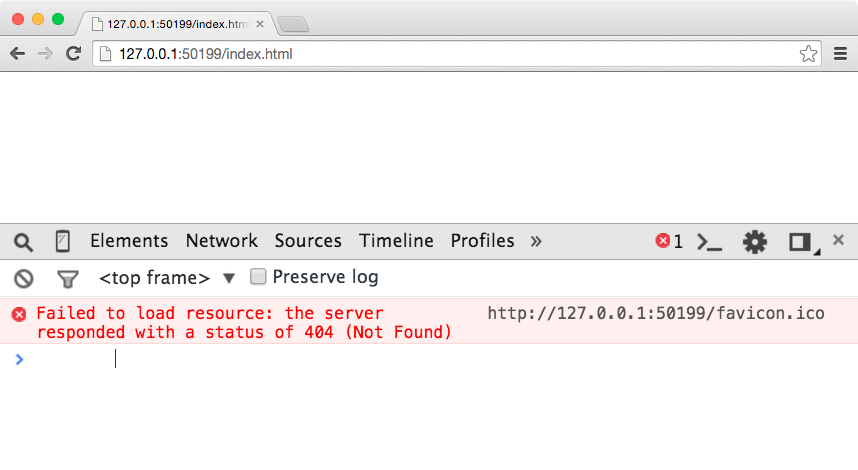 127.0.0.1:50199/index.htm
127.0.0.1:50199/index.html
Elements Network Sources Timeline Profiles » 1
<top frame> Preserve log
Failed to load resource: the server http://127.0.0.1:50199/favicon.ico
responded with a status of 404 (Not Found)